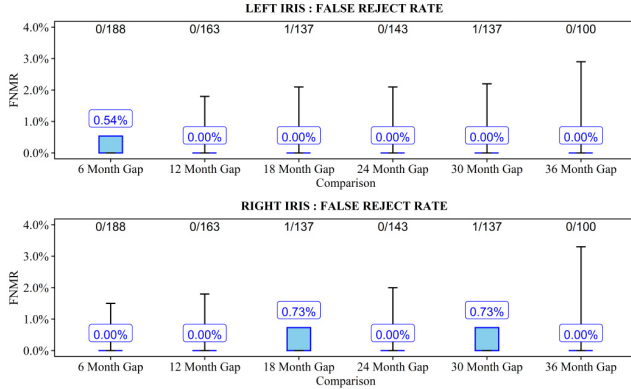 LEFT IRIS : FALSE REJECT RATE
0/188 0/163 1/137 0/143 1/137 0/100
4.0%
3.0%
2.0%
1.0%
0.0%
FNMR
0.54% 0.00% 0.00% 0.00% 0.00% 0.00%
6 Month Gap 12 Month Gap 18 Month Gap 24 Month Gap 30 Month Gap 36 Month Gap
Comparison
RIGHT IRIS : FALSE REJECT RATE
0/188 0/163 1/137 0/143 1/137 0/100
4.0%
3.0%
2.0%
1.0%
0.0%
FNMR
0.00% 0.00% 0.73% 0.00% 0.73% 0.00%
6 Month Gap 12 Month Gap 18 Month Gap 24 Month Gap 30 Month Gap 36 Month Gap
Comparison